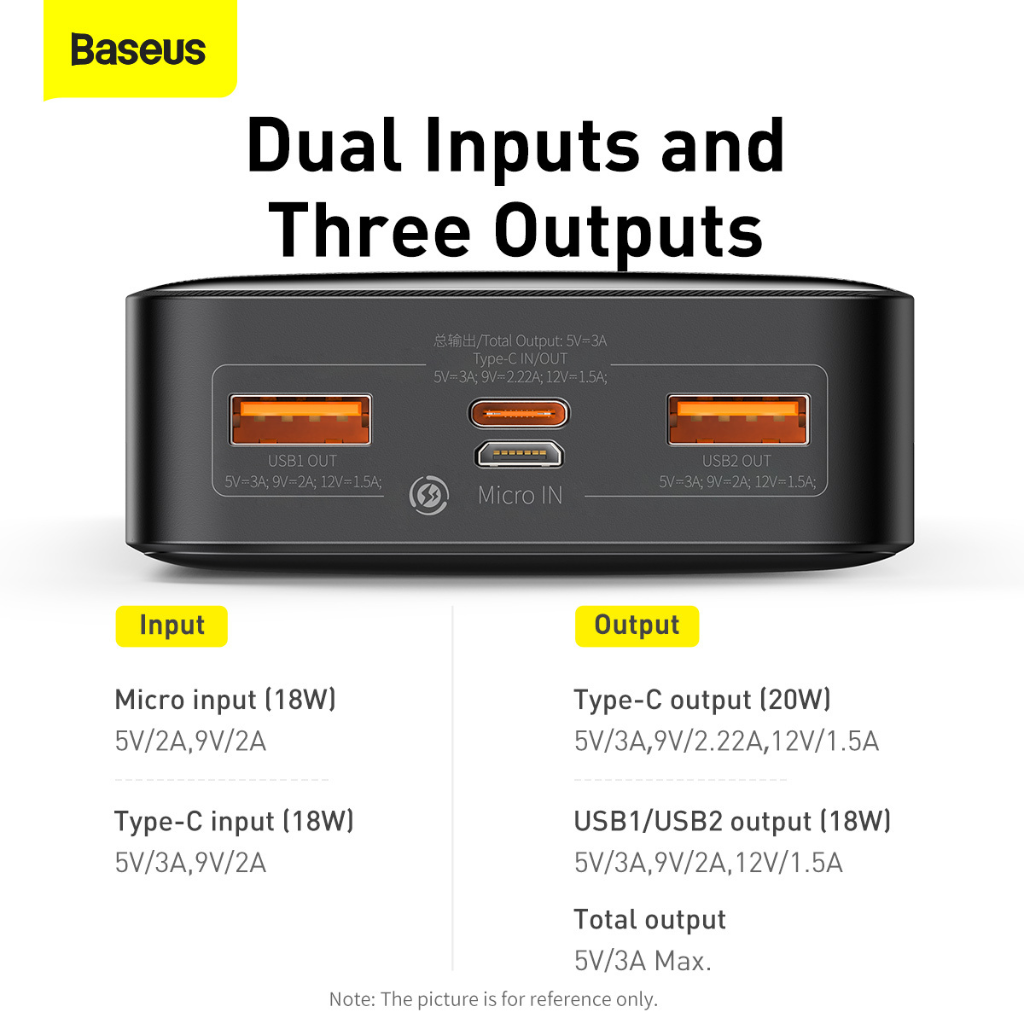 Baseus
Dual Inputs and
Three Outputs
总输出/Total Output: 5V=3A
Type-C IN/OUT
5V=3A; 9V=2.22A; 12V=1.5A;
USB1 OUT
5V=3A; 9V=2A; 12V=1.5A;
Micro IN
USB2 OUT
5V=3A; 9V=2A; 12V=1.5A;
Input
Micro input (18W)
5V/2A,9V/2A
Type-C input (18W)
5V/3A,9V/2A
Output
Type-C output (20W)
5V/3A,9V/2.22A,12V/1.5A
USB1/USB2 output (18W)
5V/3A,9V/2A,12V/1.5A
Total output
5V/3A Max.
Note: The picture is for reference only.